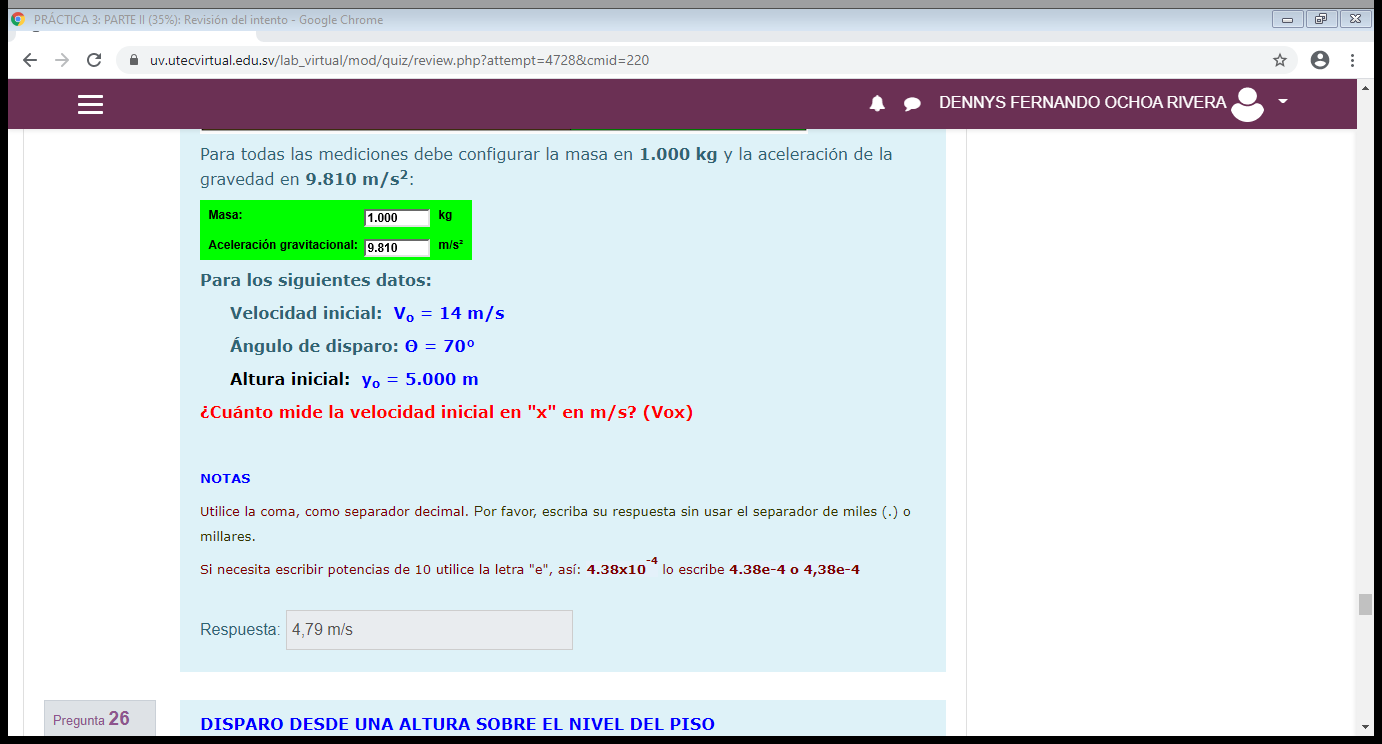 PRÁCTICA 3: PARTE II (35%): Revisión del intento - Google Chrome
uv.utecvirtual.edu.sv/lab_virtual/mod/quiz/review.php?attempt=4728&cmid=220
DENNYS FERNANDO OCHOA RIVERA
Para todas las mediciones debe configurar la masa en 1.000 kg y la aceleración de la
gravedad en 9.810 m/s²:
Masa: 1.000 kg
Aceleración gravitacional: 9.810 m/s²
Para los siguientes datos:
Velocidad inicial: Vₒ = 14 m/s
Ángulo de disparo: Θ = 70º
Altura inicial: yₒ = 5.000 m
¿Cuánto mide la velocidad inicial en "x" en m/s? (Vox)
NOTAS
Utilice la coma, como separador decimal. Por favor, escriba su respuesta sin usar el separador de miles (.) o
millares.
Si necesita escribir potencias de 10 utilice la letra "e", así: 4.38x10⁻⁴ lo escribe 4.38e-4 o 4,38e-4
Respuesta: 4,79 m/s
Pregunta 26
DISPARO DESDE UNA ALTURA SOBRE EL NIVEL DEL PISO